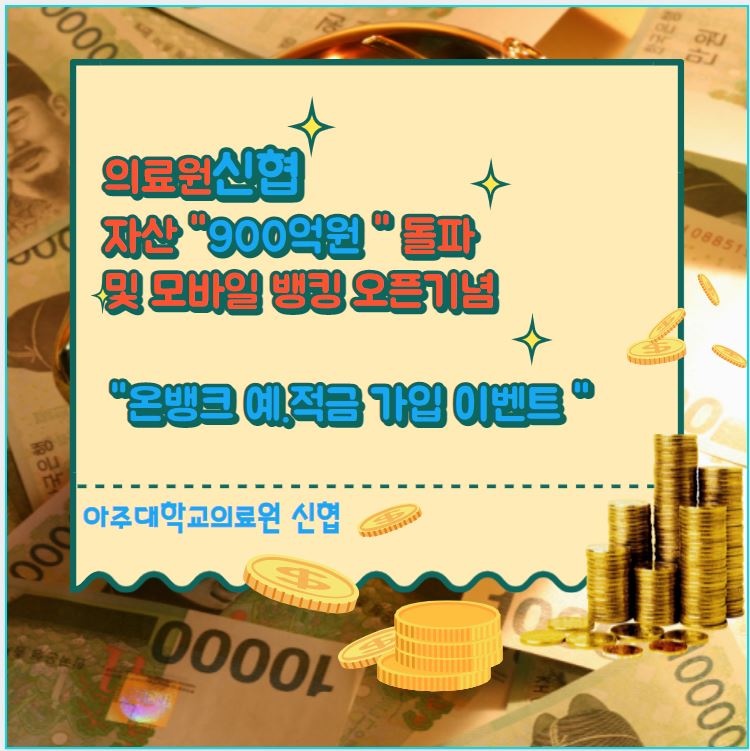 의료원신협
자산 "900억원 " 돌파
및 모바일 뱅킹 오픈기념
"온뱅크 예.적금 가입 이벤트 "
아주대학교의료원 신협
10000